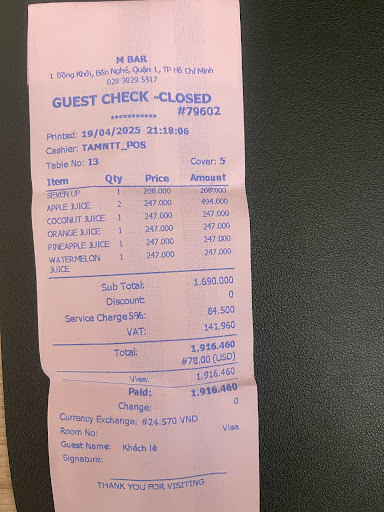 M BAR
1 Đồng Khởi, Bến Nghé, Quận 1, TP Hồ Chí Minh
028 3829 5517
GUEST CHECK -CLOSED
*********** #79602
Printed: 19/04/2025 21:18:06
Cashier: TAMNTT_POS
Table No: I3 Cover: 5
Item Qty Price Amount
SEVEN UP 1 208.000 208.000
APPLE JUICE 2 247.000 494.000
COCONUT JUICE 1 247.000 247.000
ORANGE JUICE 1 247.000 247.000
PINEAPPLE JUICE 1 247.000 247.000
WATERMELON 1 247.000 247.000
JUICE
Sub Total: 1.690.000
Discount: 0
Service Charge 5%: 84.500
VAT: 141.960
Total: 1.916.460
#78.00 (USD)
Visa: 1.916.460
Paid: 1.916.460
Change: 0
Currency Exchange: #24.570 VND
Room No: Visa
Guest Name: Khách lẻ
Signature:
THANK YOU FOR VISITING